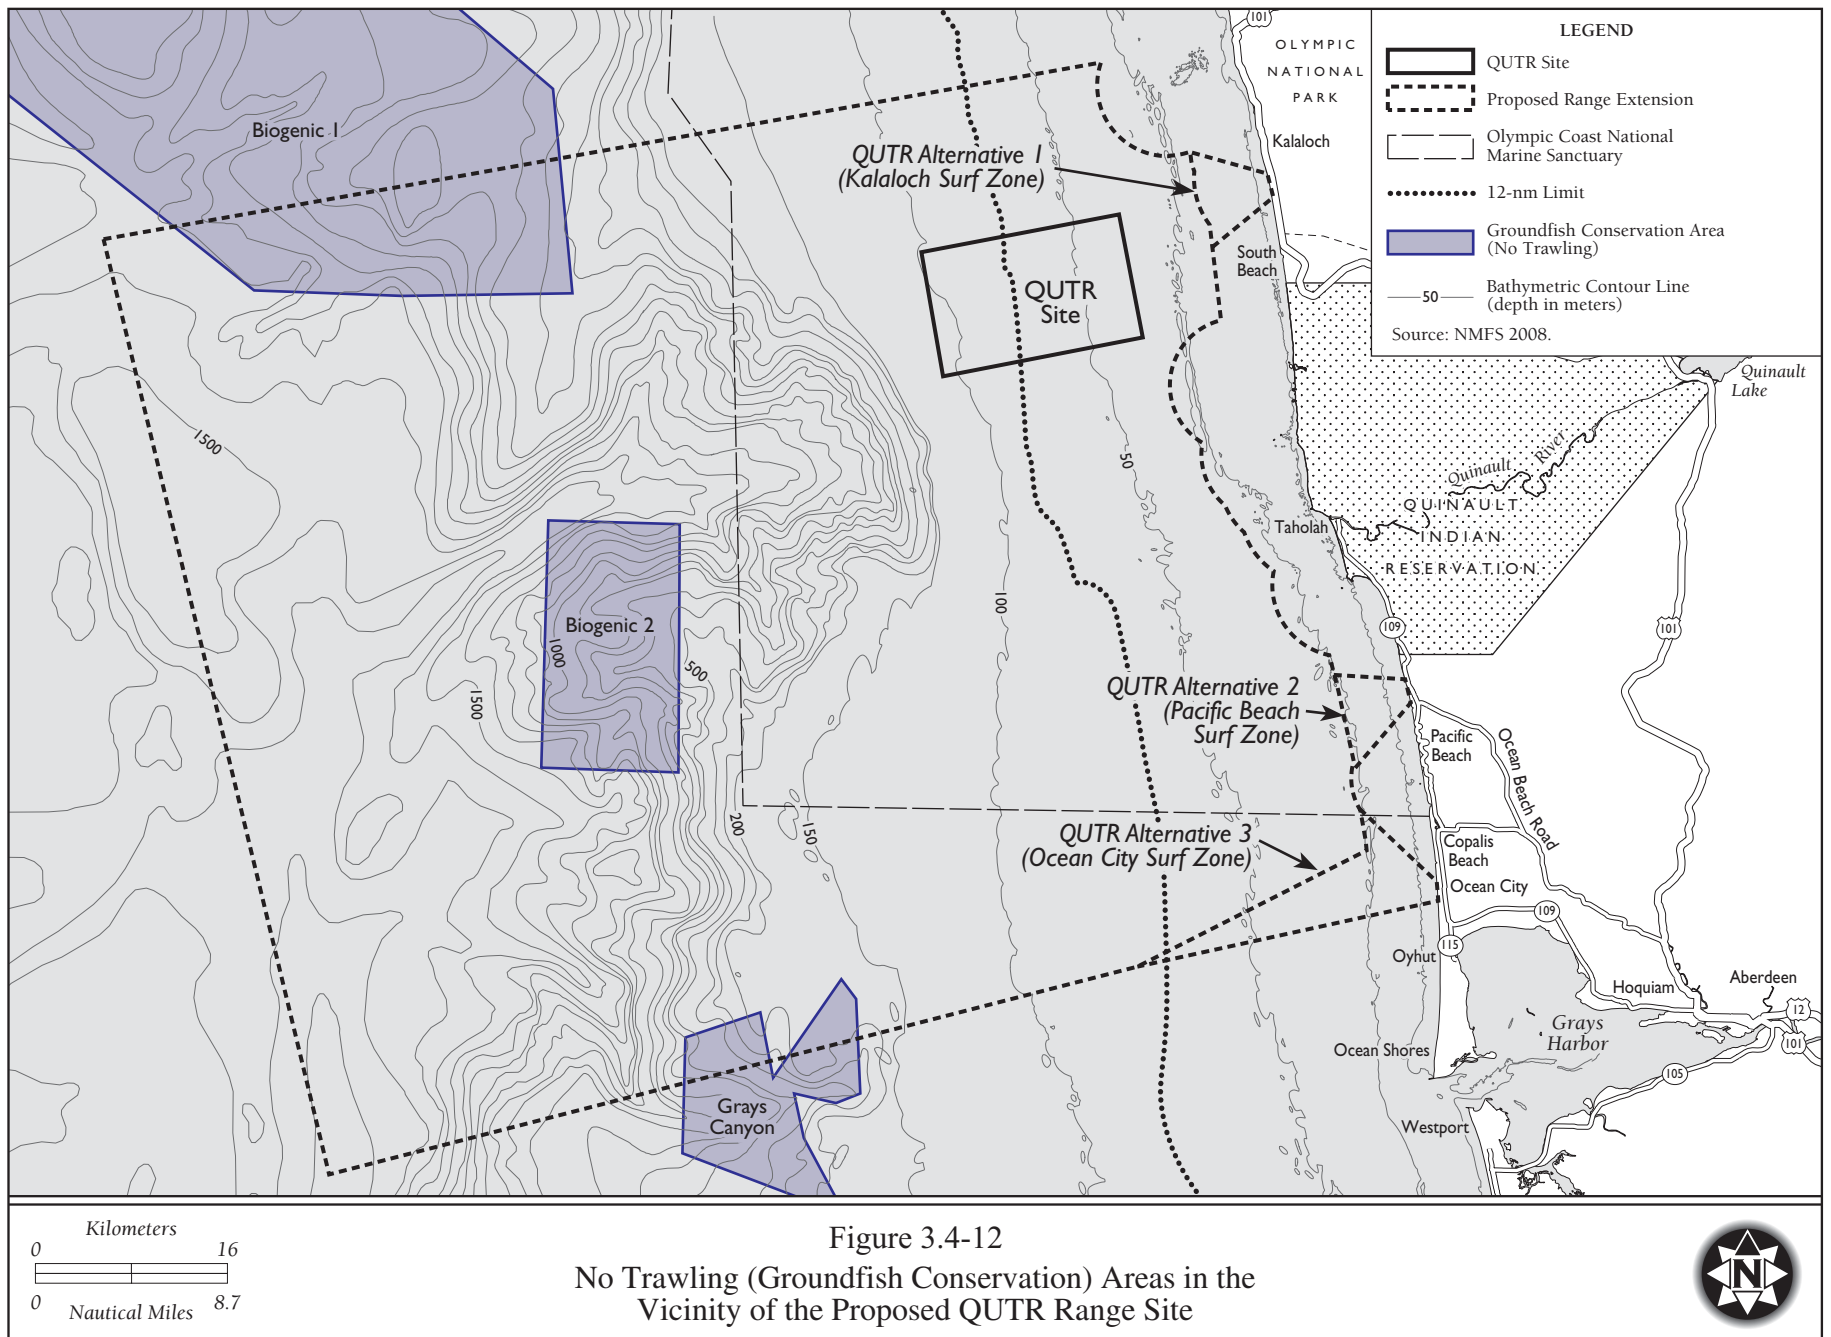 101
OLYMPIC
NATIONAL
PARK
Kalaloch
LEGEND
QUTR Site
Proposed Range Extension
Olympic Coast National
Marine Sanctuary
12-nm Limit
Groundfish Conservation Area
(No Trawling)
50
Bathymetric Contour Line
(depth in meters)
Source: NMFS 2008.
Biogenic 1
QUTR Alternative 1
(Kalaloch Surf Zone)
South
Beach
QUTR
Site
Quinault
Lake
1500
50
Quinault River
QUINAULT
INDIAN
RESERVATION
Taholah
100
109
101
Biogenic 2
1000
500
1500
QUTR Alternative 2
(Pacific Beach
Surf Zone)
Pacific
Beach
Ocean Beach Road
200
150
QUTR Alternative 3
(Ocean City Surf Zone)
Copalis
Beach
Ocean City
109
115
Oyhut
Hoquiam
Aberdeen
12
101
Grays
Harbor
Ocean Shores
105
Grays
Canyon
Westport
Kilometers
0 16
0 8.7
Nautical Miles
Figure 3.4-12
No Trawling (Groundfish Conservation) Areas in the
Vicinity of the Proposed QUTR Range Site
N